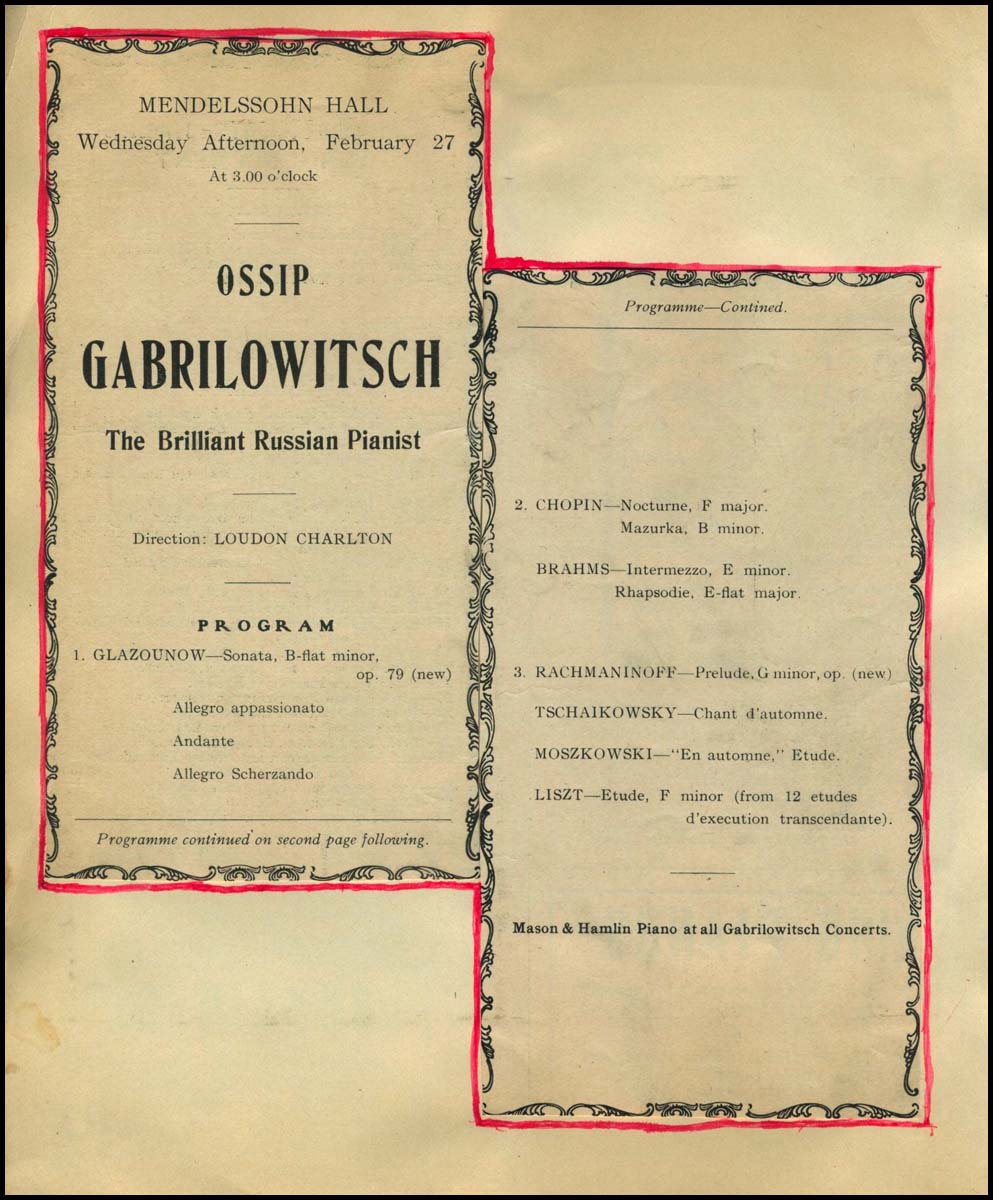 MENDELSSOHN HALL
Wednesday Afternoon, February 27
At 3.00 o'clock
OSSIP
GABRILOWITSCH
The Brilliant Russian Pianist
Direction: LOUDON CHARLTON
PROGRAM
1. GLAZOUNOW—Sonata, B-flat minor,
op. 79 (new)
Allegro appassionato
Andante
Allegro Scherzando
Programme continued on second page following.
Programme—Contined.
2. CHOPIN—Nocturne, F major.
Mazurka, B minor.
BRAHMS—Intermezzo, E minor.
Rhapsodie, E-flat major.
3. RACHMANINOFF—Prelude, G minor, op. (new)
TSCHAIKOWSKY—Chant d'automne.
MOSZKOWSKI—"En automne," Etude.
LISZT—Etude, F minor (from 12 etudes
d'execution transcendante).
Mason & Hamlin Piano at all Gabrilowitsch Concerts.